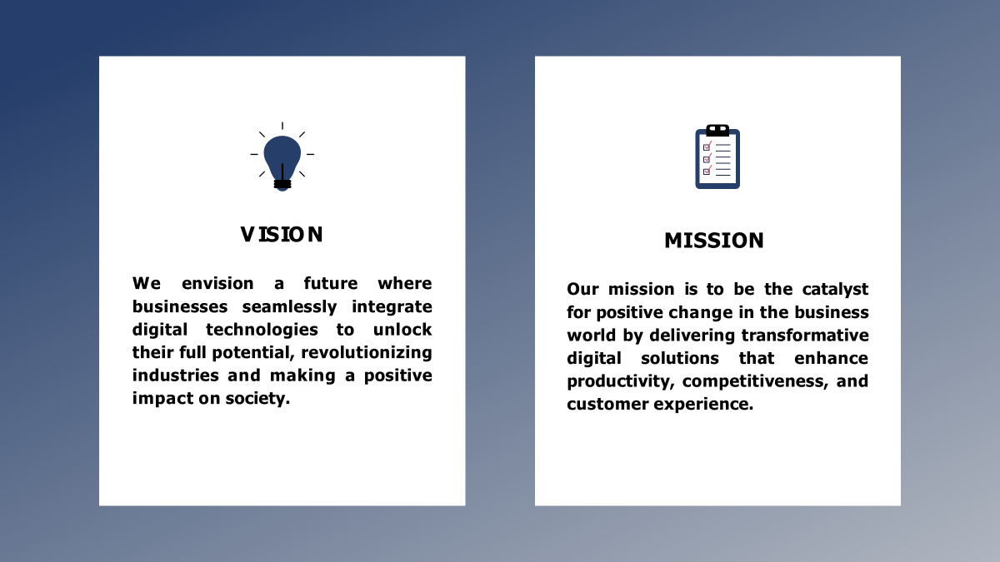 VISION
We envision a future where
businesses seamlessly integrate
digital technologies to unlock
their full potential, revolutionizing
industries and making a positive
impact on society.
MISSION
Our mission is to be the catalyst
for positive change in the business
world by delivering transformative
digital solutions that enhance
productivity, competitiveness, and
customer experience.